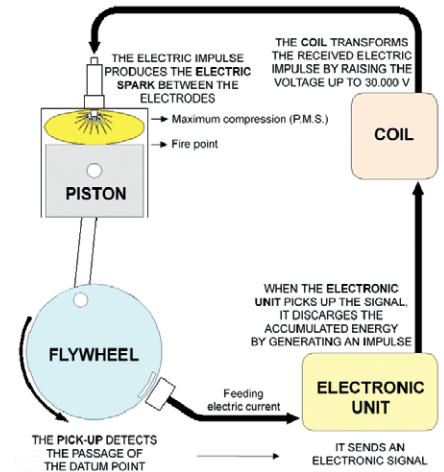 THE ELECTRIC IMPULSE
PRODUCES THE ELECTRIC
SPARK BETWEEN THE
ELECTRODES
THE COIL TRANSFORMS
THE RECEIVED ELECTRIC
IMPULSE BY RAISING THE
VOLTAGE UP TO 30.000 V
Maximum compression (P.M.S.)
Fire point
COIL
PISTON
WHEN THE ELECTRONIC
UNIT PICKS UP THE SIGNAL,
IT DISCARGES THE
ACCUMULATED ENERGY
BY GENERATING AN IMPULSE
FLYWHEEL
Feeding
electric current
ELECTRONIC
UNIT
THE PICK-UP DETECTS
THE PASSAGE OF
THE DATUM POINT
IT SENDS AN
ELECTRONIC SIGNAL